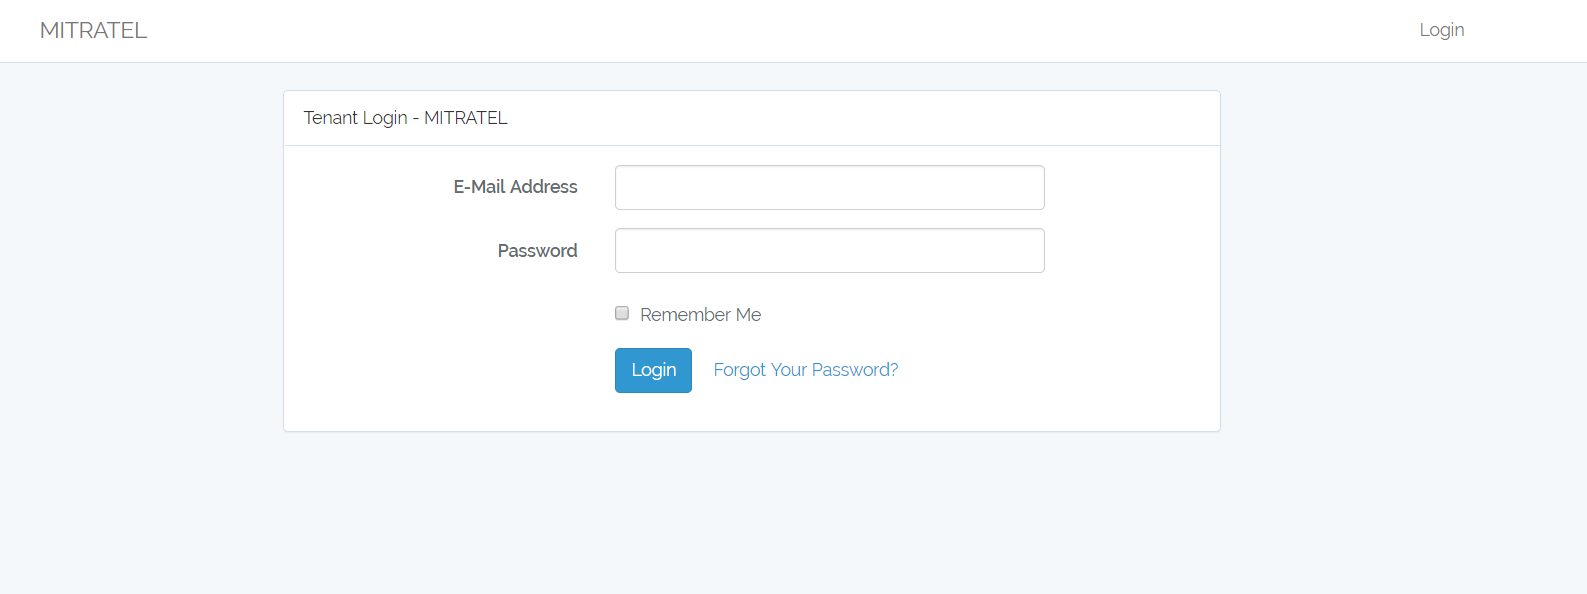 MITRATEL
Login
Tenant Login - MITRATEL
E-Mail Address
Password
Remember Me
Login Forgot Your Password?